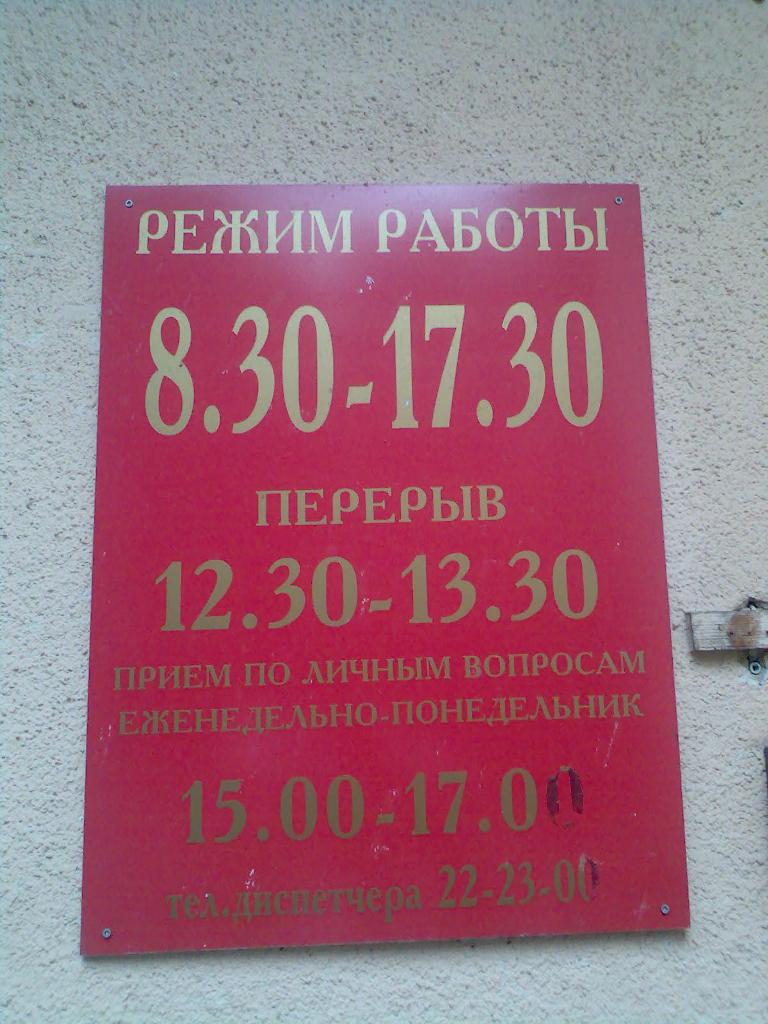 РЕЖИМ РАБОТЫ
8.30-17.30
ПЕРЕРЫВ
12.30-13.30
ПРИЕМ ПО ЛИЧНЫМ ВОПРОСАМ
ЕЖЕНЕДЕЛЬНО-ПОНЕДЕЛЬНИК
15.00-17.00
тел.диспетчера 22-23-00